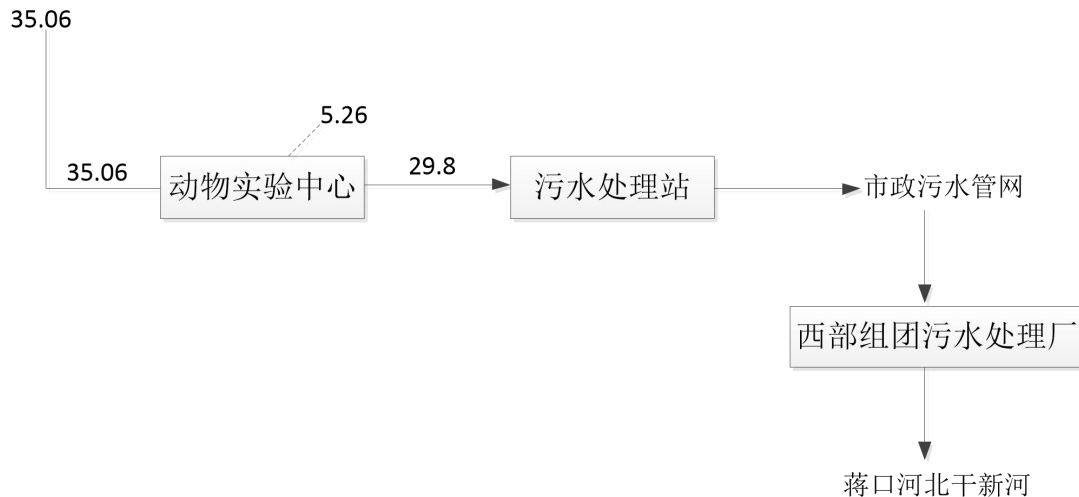 35.06
5.26
35.06
动物实验中心
29.8
污水处理站
市政污水管网
西部组团污水处理厂
蒋口河北干新河